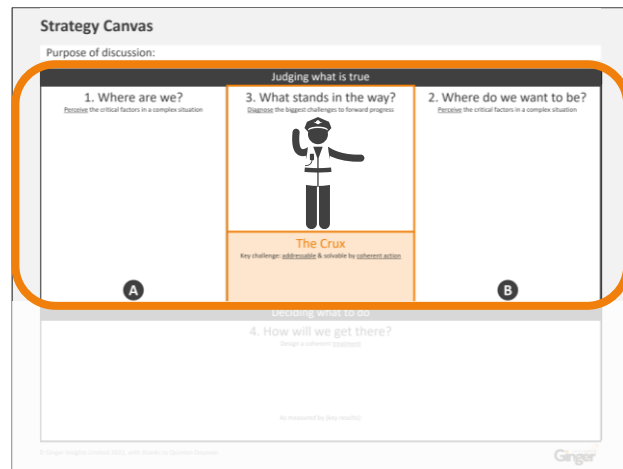 Strategy Canvas
Purpose of discussion:
Judging what is true
1. Where are we?
Perceive the critical factors in a complex situation
3. What stands in the way?
Diagnose the biggest challenges to forward progress
2. Where do we want to be?
Perceive the critical factors in a complex situation
The Crux
Key challenge: addressable & solvable by coherent action
A
B
Deciding what to do
4. How will we get there?
Design a coherent treatment
As measured by (key results)
Ginger